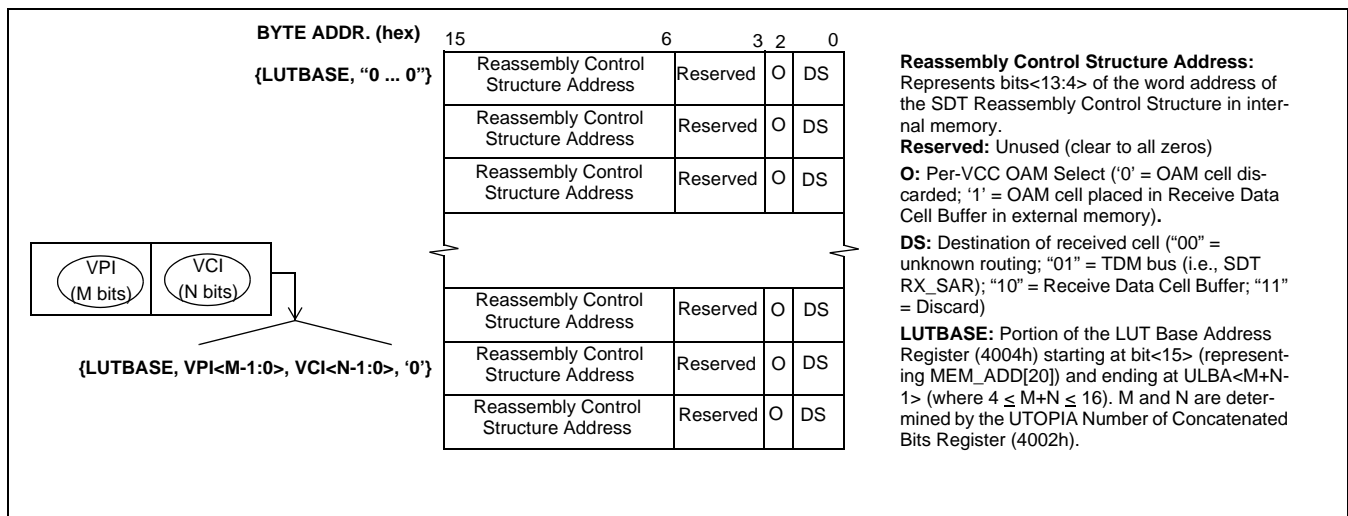 BYTE ADDR. (hex)
15 6 3 2 0
{LUTBASE, “0 ... 0”}
Reassembly Control
Structure Address
Reserved
O
DS
Reassembly Control
Structure Address
Reserved
O
DS
Reassembly Control
Structure Address
Reserved
O
DS
VPI
(M bits)
VCI
(N bits)
{LUTBASE, VPI<M-1:0>, VCI<N-1:0>, ‘0’}
Reassembly Control
Structure Address
Reserved
O
DS
Reassembly Control
Structure Address
Reserved
O
DS
Reassembly Control
Structure Address
Reserved
O
DS
Reassembly Control Structure Address:
Represents bits<13:4> of the word address of
the SDT Reassembly Control Structure in inter-
nal memory.
Reserved: Unused (clear to all zeros)
O: Per-VCC OAM Select (‘0’ = OAM cell dis-
carded; ‘1’ = OAM cell placed in Receive Data
Cell Buffer in external memory).
DS: Destination of received cell (“00” =
unknown routing; “01” = TDM bus (i.e., SDT
RX_SAR); “10” = Receive Data Cell Buffer; “11”
= Discard)
LUTBASE: Portion of the LUT Base Address
Register (4004h) starting at bit<15> (represent-
ing MEM_ADD[20]) and ending at ULBA<M+N-
1> (where 4 ≤ M+N ≤ 16). M and N are deter-
mined by the UTOPIA Number of Concatenated
Bits Register (4002h).